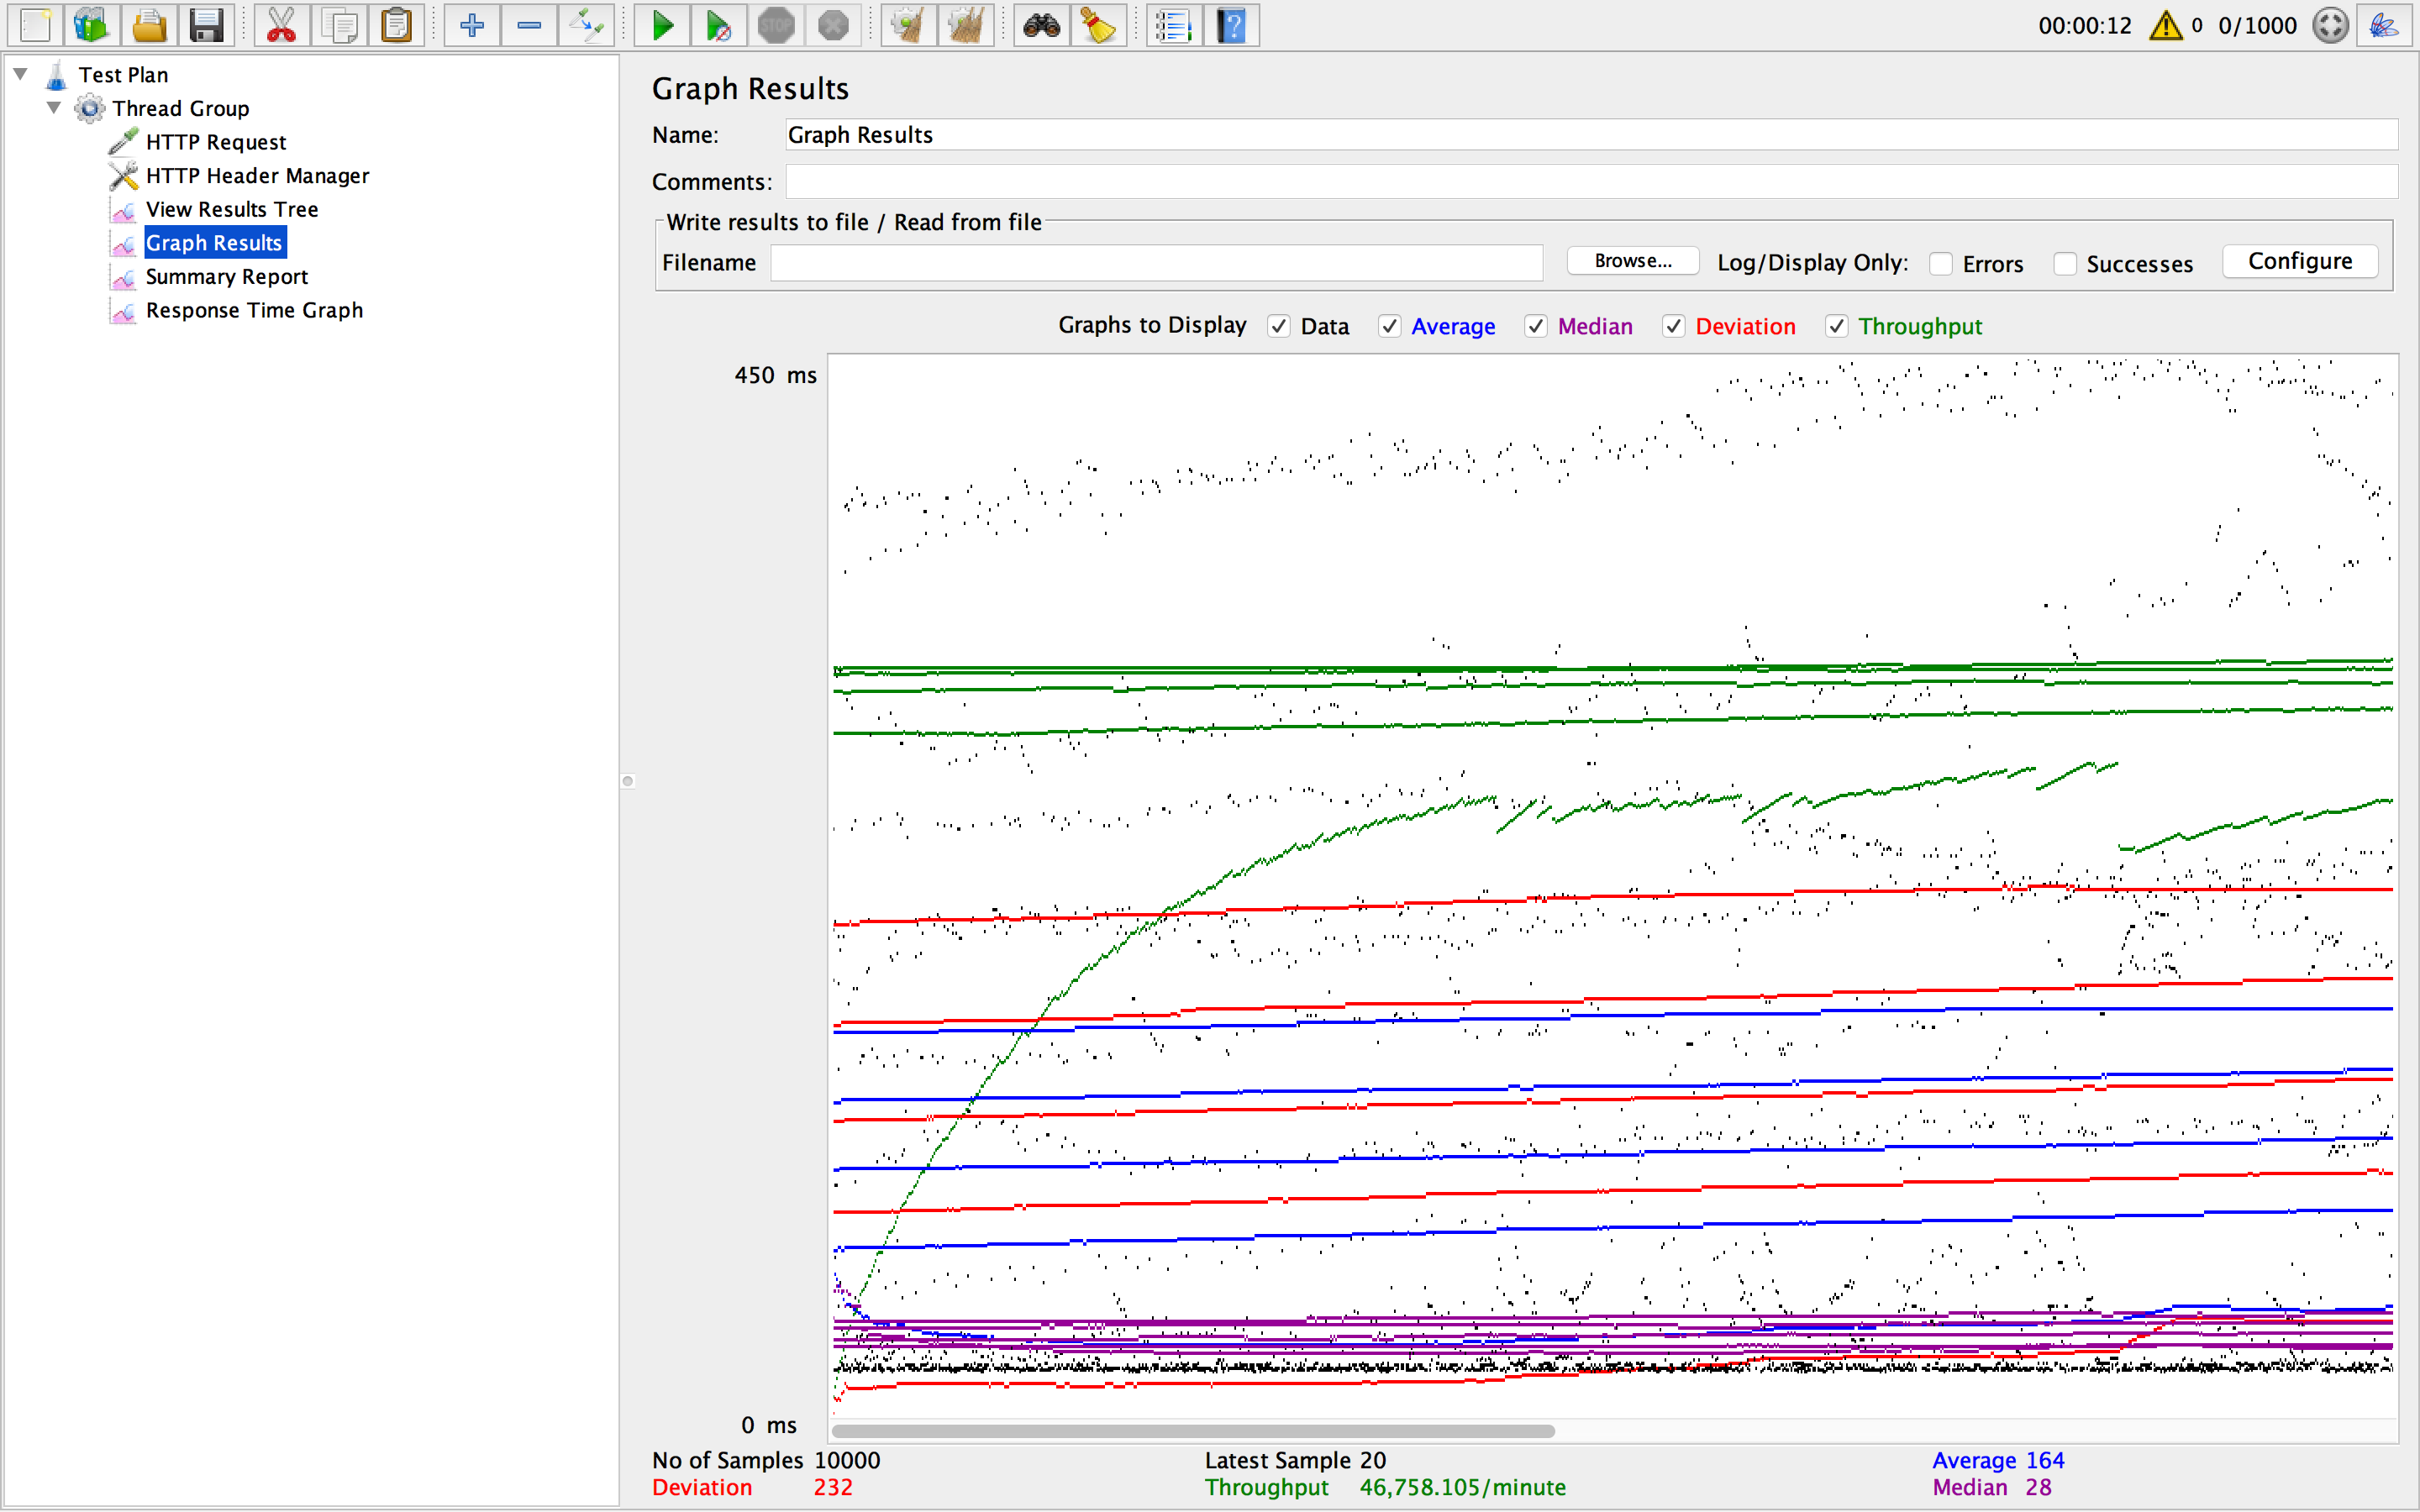 STOP
00:00:12 0 0/1000
Test Plan
Thread Group
HTTP Request
HTTP Header Manager
View Results Tree
Graph Results
Summary Report
Response Time Graph
Graph Results
Name: Graph Results
Comments:
Write results to file / Read from file
Filename Browse... Log/Display Only: Errors Successes Configure
Graphs to Display Data Average Median Deviation Throughput
450 ms
0 ms
No of Samples 10000 Latest Sample 20 Average 164
Deviation 232 Throughput 46,758.105/minute Median 28